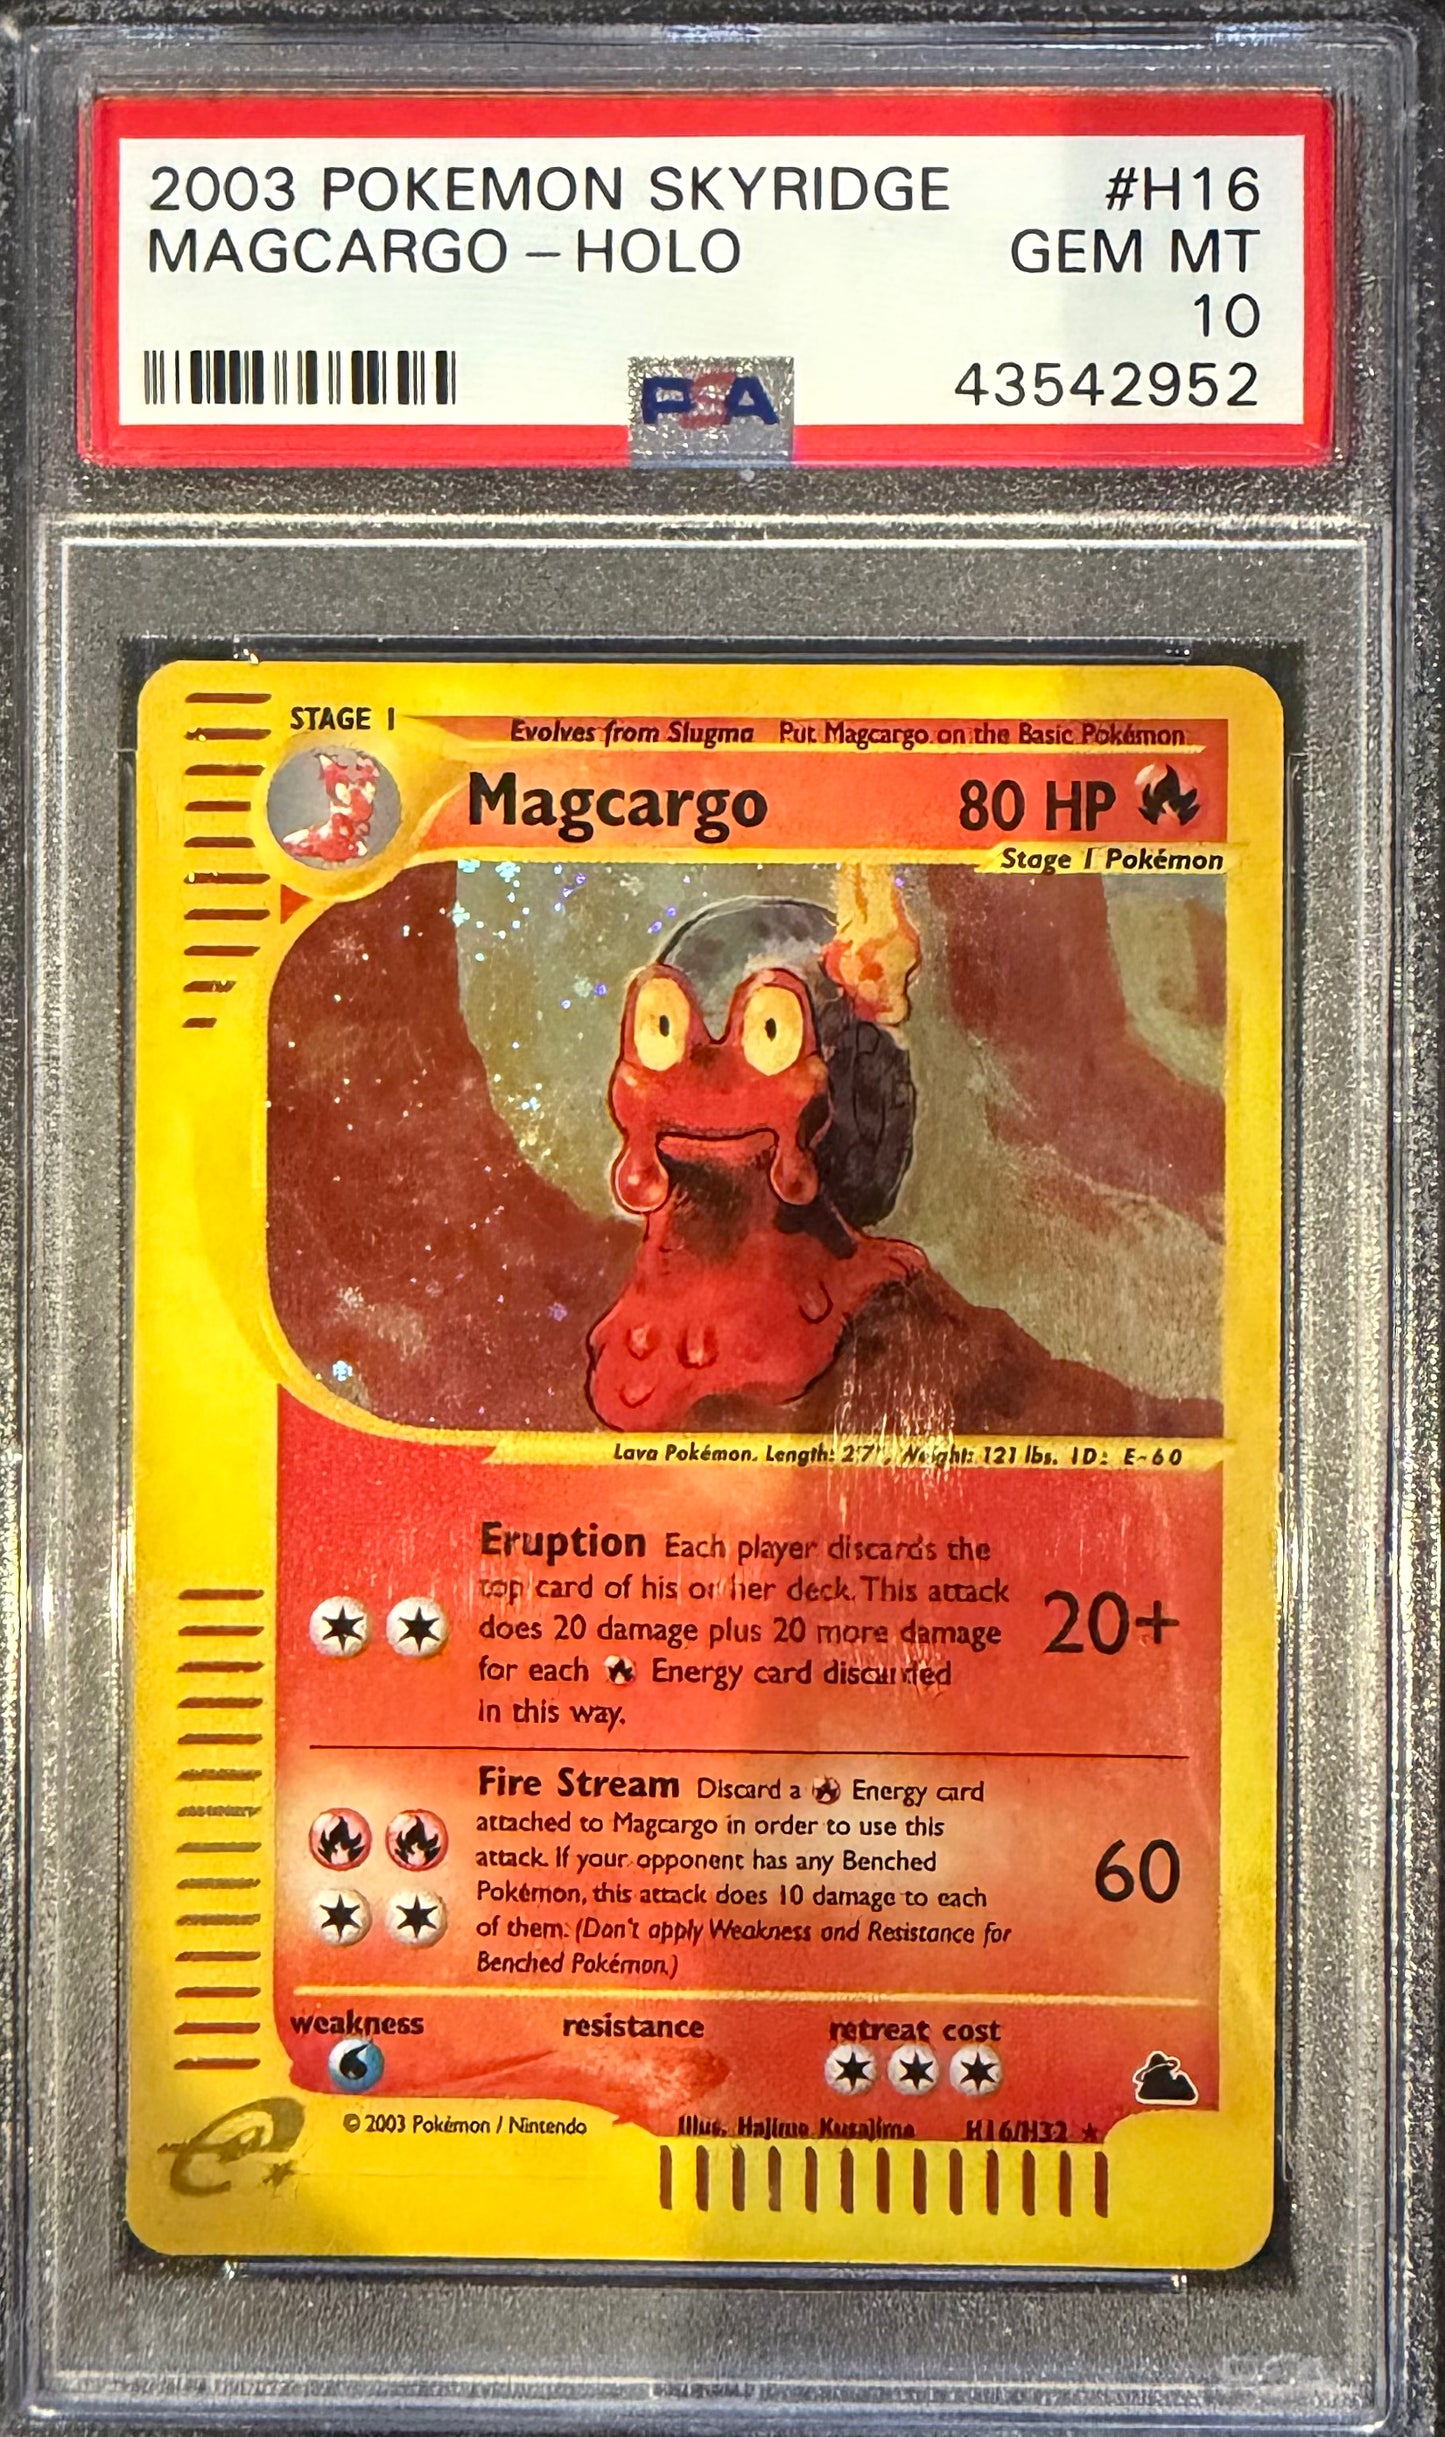 2003 POKEMON SKYRIDGE #H16
MAGCARGO – HOLO GEM MT
10
PSA 43542952
STAGE 1
Evolves from Slugma Put Magcargo on the Basic Pokémon
Magcargo 80 HP
Stage 1 Pokémon
Lava Pokémon. Length: 2'7", Weight: 121 lbs. ID: E-60
Eruption Each player discards the
top card of his or her deck. This attack
does 20 damage plus 20 more damage 20+
for each Energy card discarded
in this way.
Fire Stream Discard a Energy card
attached to Magcargo in order to use this
attack. If your opponent has any Benched 60
Pokémon, this attack does 10 damage to each
of them. (Don't apply Weakness and Resistance for
Benched Pokémon.)
weakness resistance retreat cost
© 2003 Pokémon / Nintendo Illus. Hajime Kusajima H16/H32 ★
e